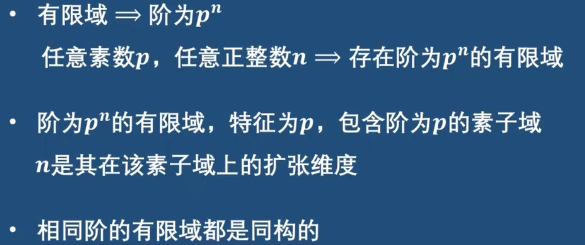 • 有限域 ⟹ 阶为pⁿ
任意素数p，任意正整数n ⟹ 存在阶为pⁿ的有限域
• 阶为pⁿ的有限域，特征为p，包含阶为p的素子域
n是其在该素子域上的扩张维度
• 相同阶的有限域都是同构的